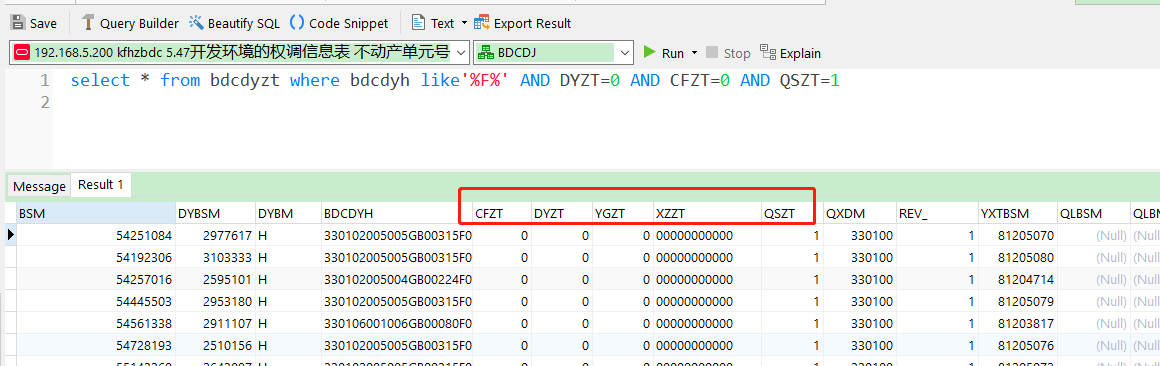 Save Query Builder Beautify SQL Code Snippet Text Export Result
192.168.5.200 kfhzbdc 5.47开发环境的权调信息表 不动产单元号 BDCDJ Run Stop Explain
1 select * from bdcdyzt where bdcdyh like'%F%' AND DYZT=0 AND CFZT=0 AND QSZT=1
2
Message Result 1
BSM DYBSM DYBM BDCDYH CFZT DYZT YGZT XZZT QSZT QXDM REV_ YXTBSM QLBSM QLBM
54251084 2977617 H 330102005005GB00315F0 0 0 0 00000000000 1 330100 1 81205070 (Null) (Null
54192306 3103333 H 330102005005GB00315F0 0 0 0 00000000000 1 330100 1 81205080 (Null) (Null
54257016 2595101 H 330102005004GB00224F0 0 0 0 00000000000 1 330100 1 81204714 (Null) (Null
54445503 2953180 H 330102005005GB00315F0 0 0 0 00000000000 1 330100 1 81205079 (Null) (Null
54561338 2911107 H 330106001006GB00080F0 0 0 0 00000000000 1 330100 1 81203817 (Null) (Null
54728193 2510156 H 330102005005GB00315F0 0 0 0 00000000000 1 330100 1 81205076 (Null) (Null